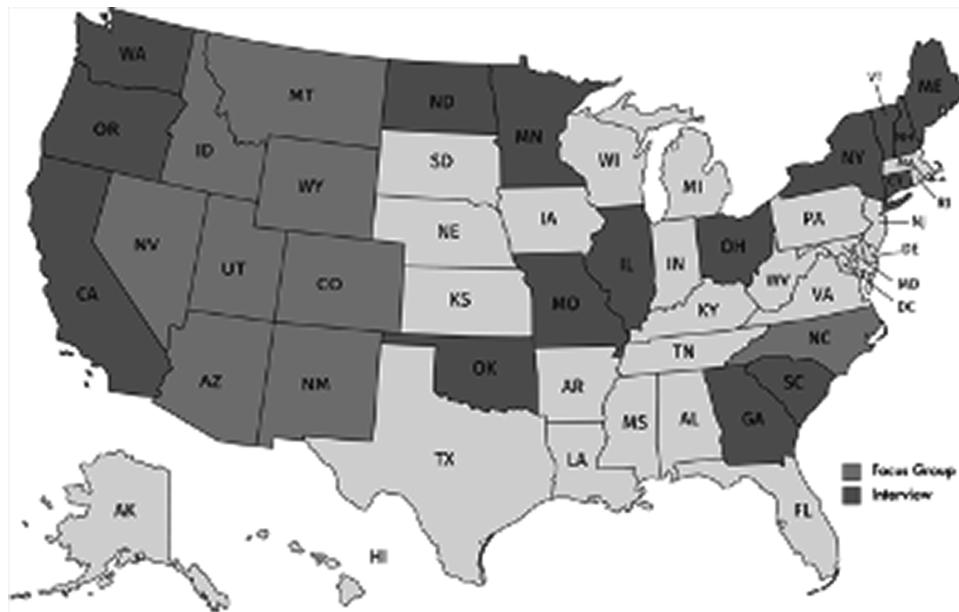 WA
MT
ND
MN
VT
ME
OR
ID
SD
WI
MI
NY
NH
MA
CT
RI
WY
IA
PA
NJ
NV
NE
OH
DE
UT
CO
IL
IN
WV
VA
MD
DC
CA
KS
MO
KY
NC
AZ
NM
OK
TN
AR
SC
MS
AL
GA
TX
LA
Focus Group
Interview
AK
FL
HI